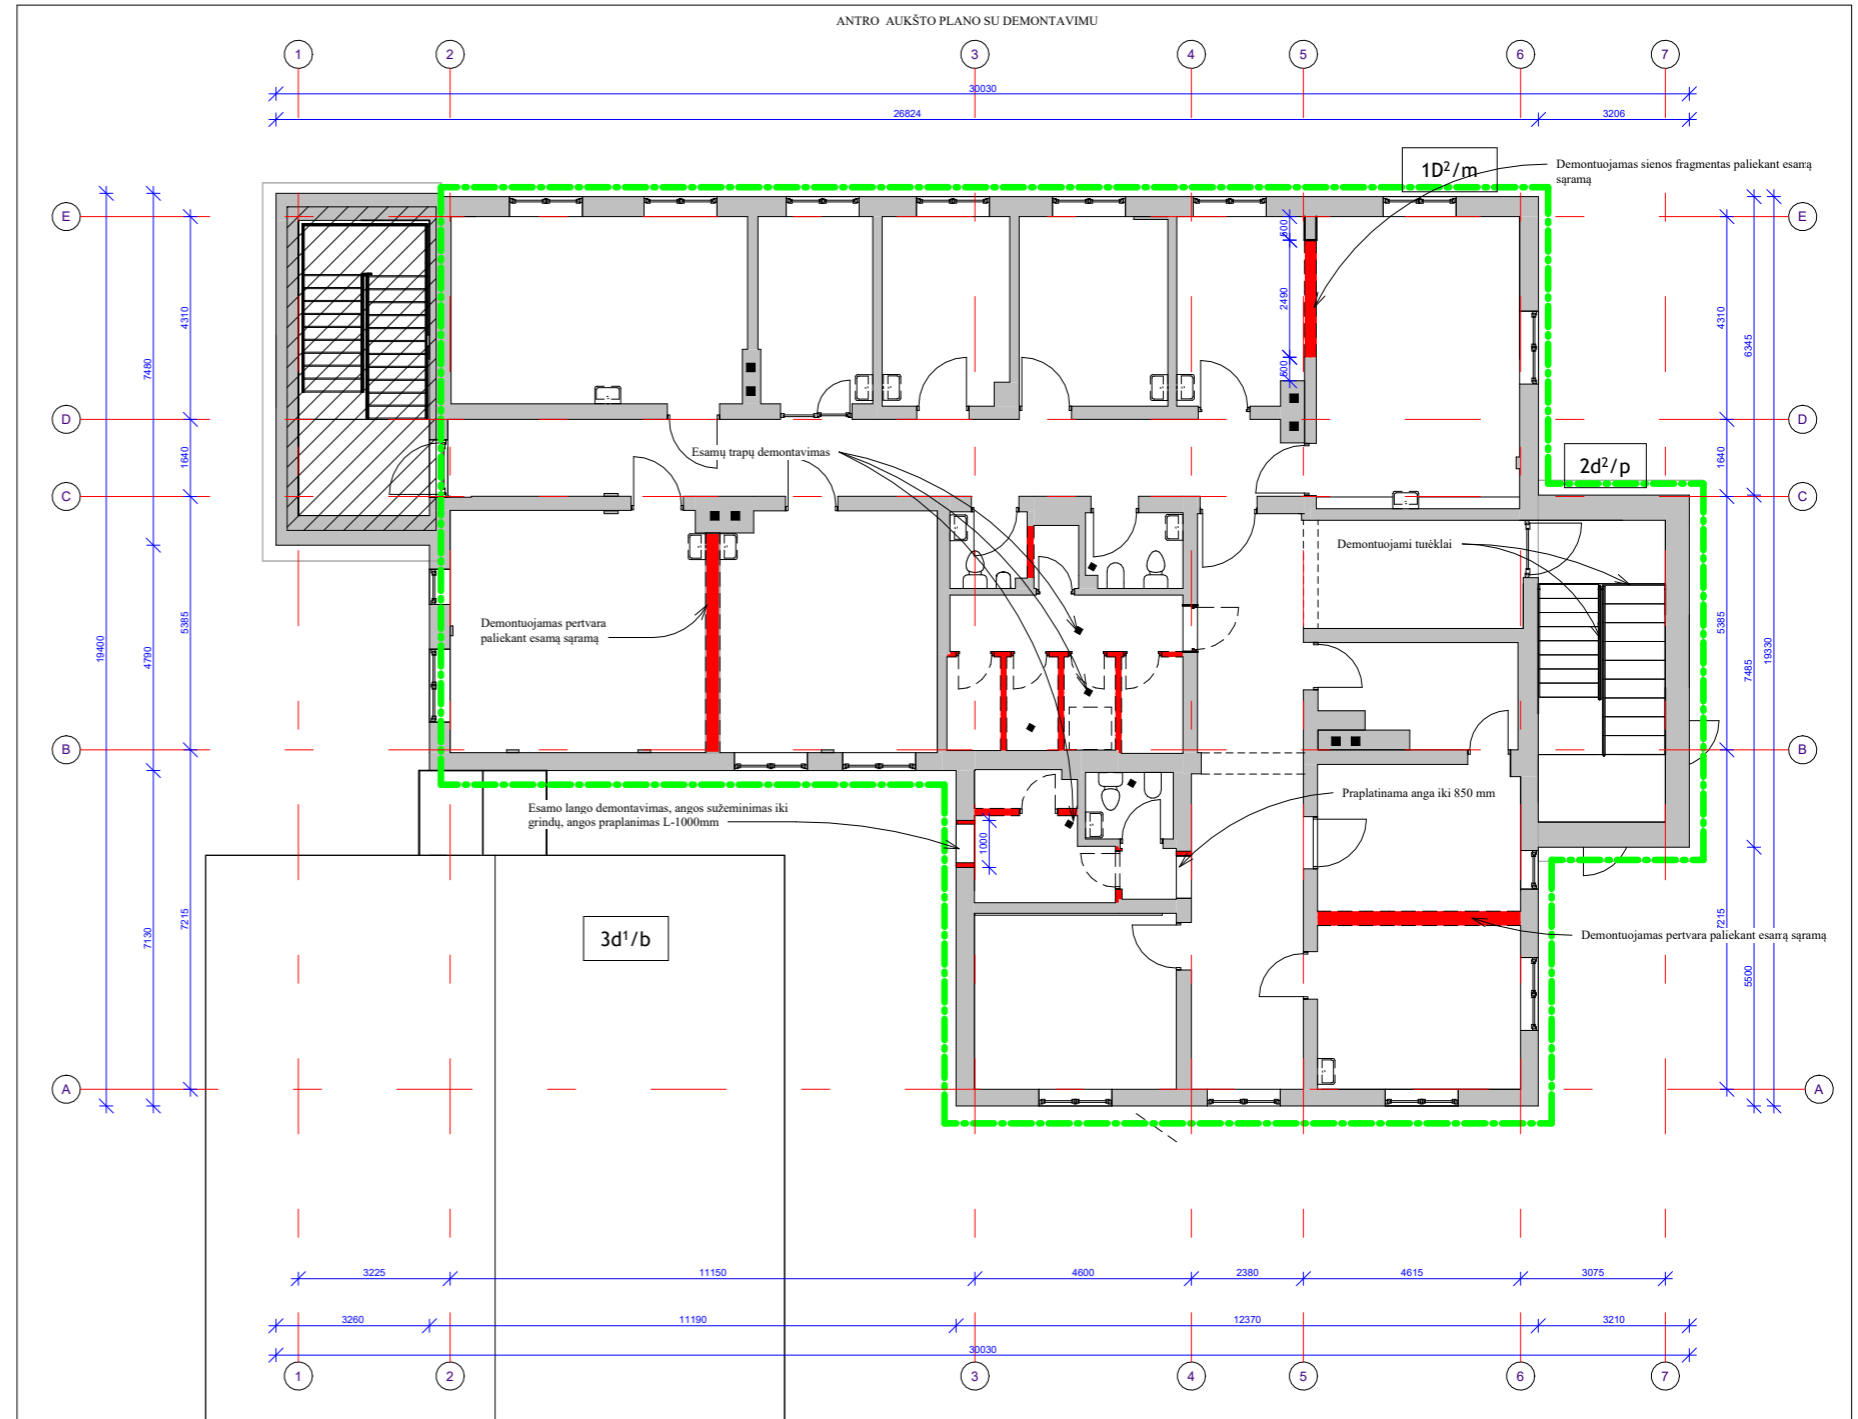 ANTRO AUKŠTO PLANO SU DEMONTAVIMU
1 2 3 4 5 6 7
30030
26824 3206
1D²/m
Demontuojamas sienos fragmentas paliekant esamą
sąramą
E E
500
2490
500
4310
7480
4310
6345
D D
1640
1640
Esamų trapų demontavimas
2d²/p
C C
Demontuojami turėklai
Demontuojamas pertvara
paliekant esamą sąramą
19400
4790
5385
5385
7485
19330
B B
Esamo lango demontavimas, angos sužeminimas iki
grindų, angos praplanimas L-1000mm
Praplatinama anga iki 850 mm
1000
3d¹/b
7130
7215
7215
Demontuojamas pertvara paliekant esamą sąramą
5500
A A
3225 11150 4600 2380 4615 3075
3260 11190 12370 3210
30030
1 2 3 4 5 6 7